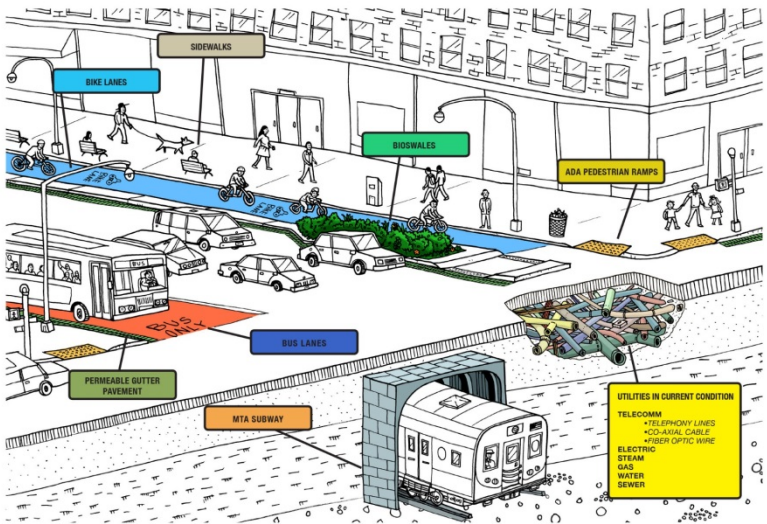 SIDEWALKS
BIKE LANES
BIOSWALES
ADA PEDESTRIAN RAMPS
BUS
BUS
ONLY
BUS LANES
PERMEABLE GUTTER
PAVEMENT
MTA SUBWAY
UTILITIES IN CURRENT CONDITION
TELECOMM
•TELEPHONY LINES
•CO-AXIAL CABLE
•FIBER OPTIC WIRE
ELECTRIC
STEAM
GAS
WATER
SEWER